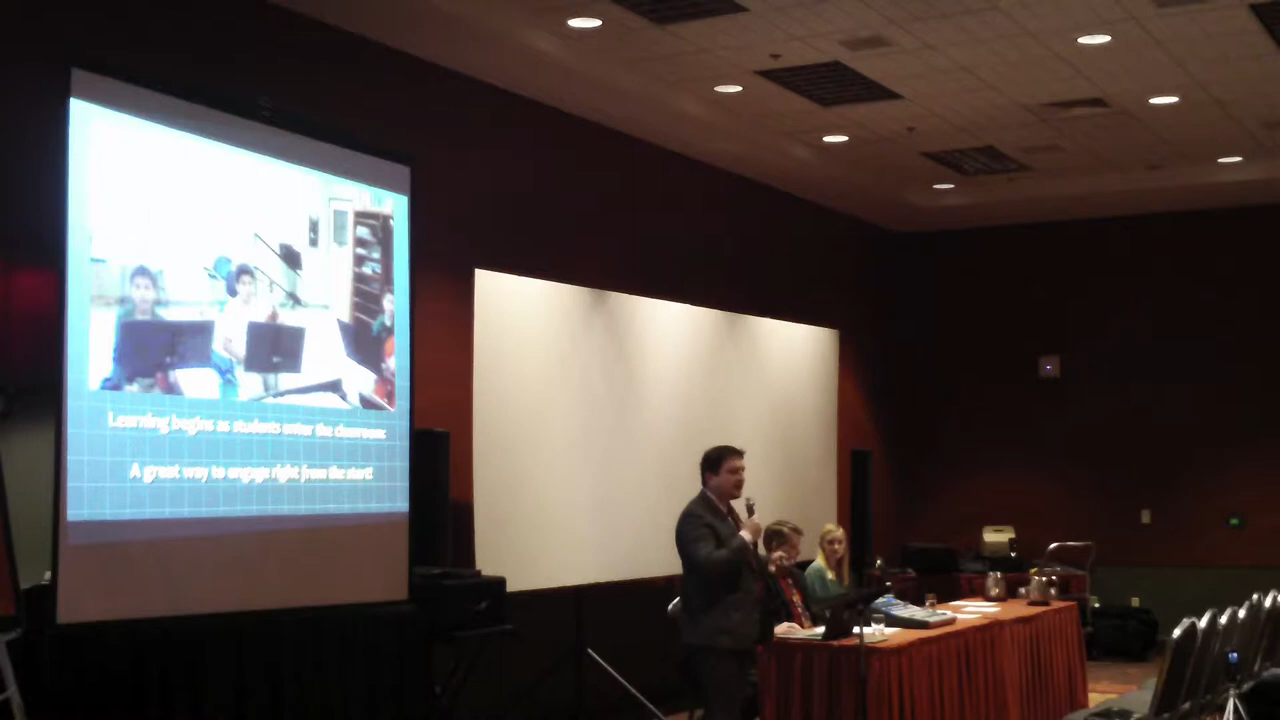 Learning begins as students enter the classroom:
A great way to engage right from the start!